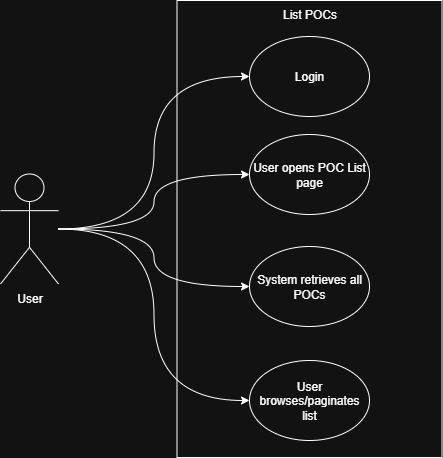 List POCs
Login
User opens POC List
page
System retrieves all
POCs
User
User
browses/paginates
list